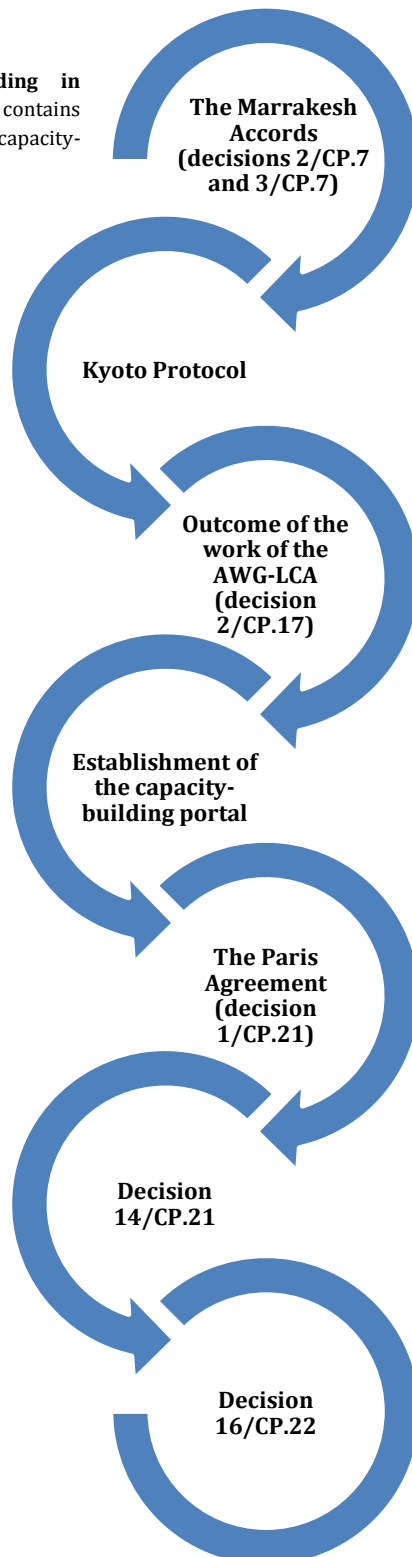 ding in
contains
capacity-
The Marrakesh
Accords
(decisions 2/CP.7
and 3/CP.7)
Kyoto Protocol
Outcome of the
work of the
AWG-LCA
(decision
2/CP.17)
Establishment of
the capacity-
building portal
The Paris
Agreement
(decision
1/CP.21)
Decision
14/CP.21
Decision
16/CP.22